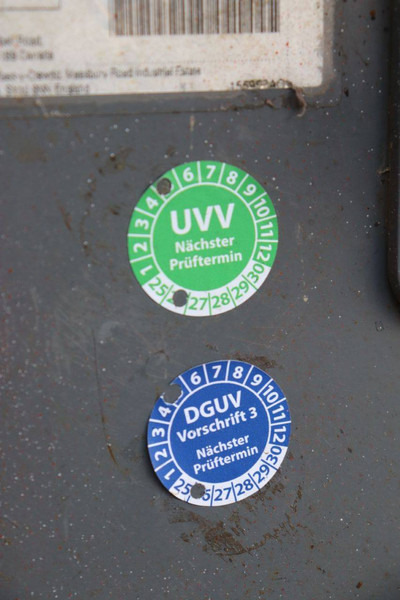 UVV
Nächster
Prüftermin
1 2 3 4 6 7 8 9 10 11 12
25 27 28 29 30
DGUV
Vorschrift 3
Nächster
Prüftermin
1 2 3 4 6 7 8 9 10 11 12
25 27 28 29 30